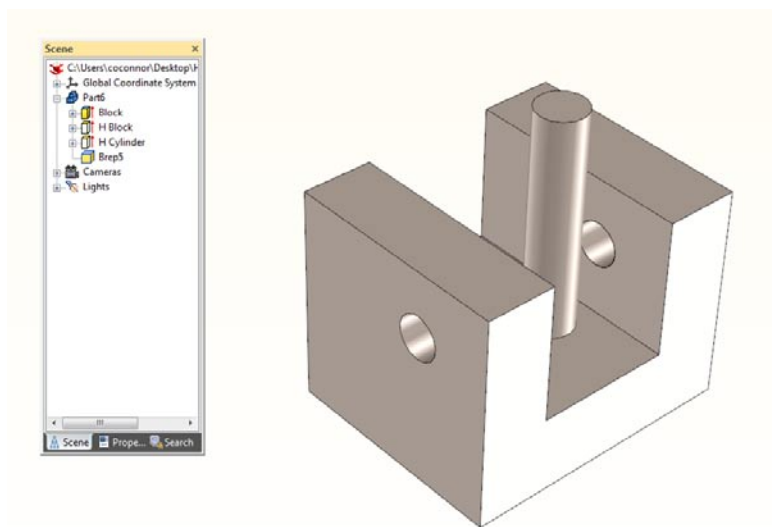 Scene
C:\Users\coconnor\Desktop\H
Global Coordinate System
Part6
Block
H Block
H Cylinder
Brep5
Cameras
Lights
Scene Prope... Search